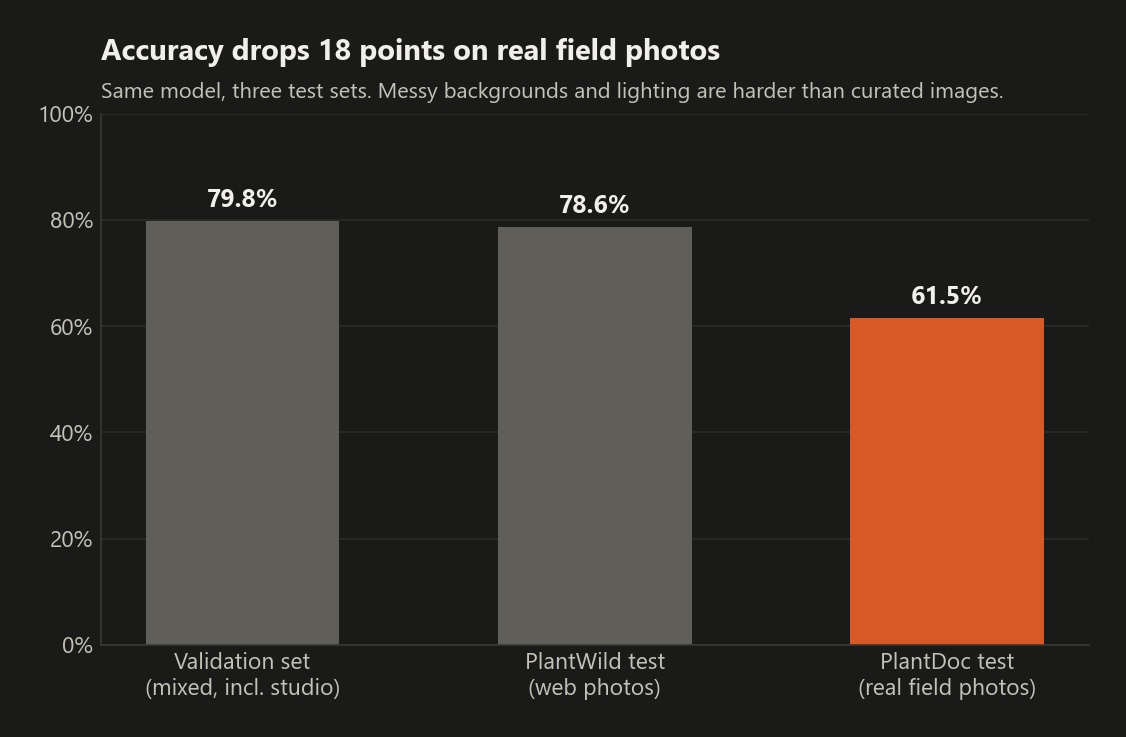 Accuracy drops 18 points on real field photos
Same model, three test sets. Messy backgrounds and lighting are harder than curated images.
100%
80%
60%
40%
20%
0%
79.8%
78.6%
61.5%
Validation set
(mixed, incl. studio)
PlantWild test
(web photos)
PlantDoc test
(real field photos)